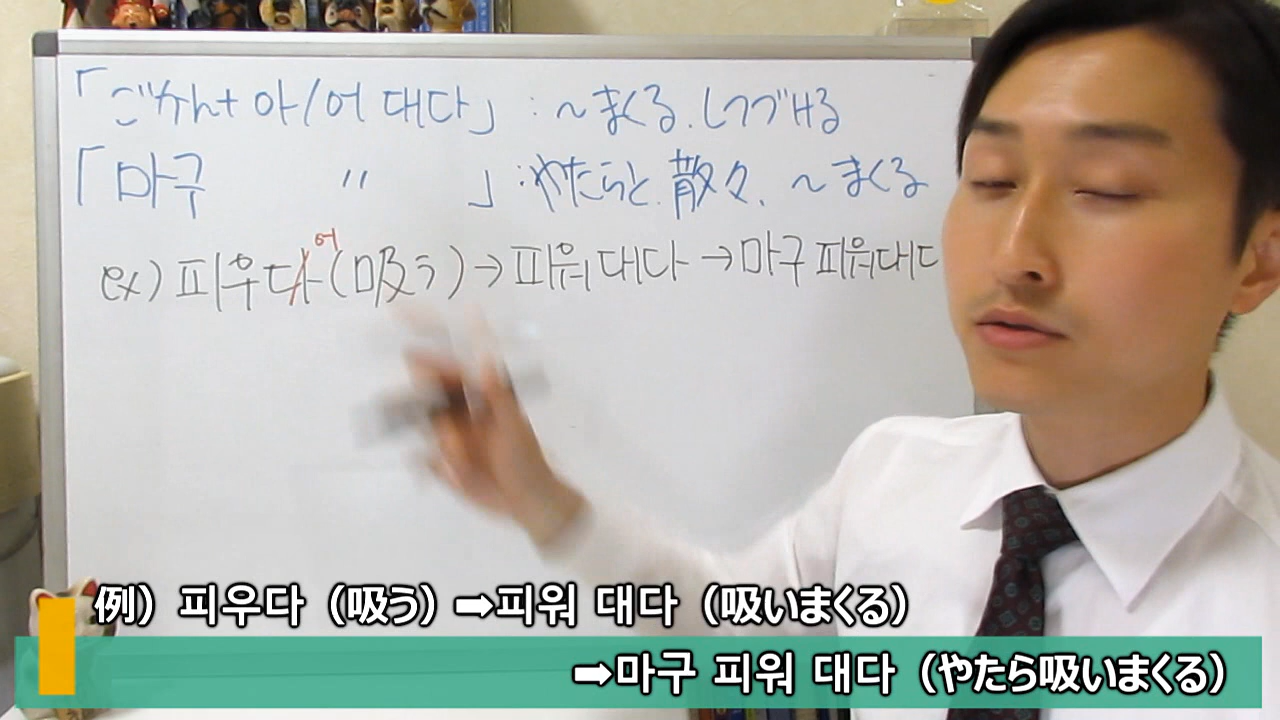 「ごかん+아/어 대다」:～まくる、しつづける
「마구 〃 」:やたらと、散々、～まくる
ex) 피우다어(吸う)→피워대다→마구 피워대다
例）피우다（吸う）➡피워 대다（吸いまくる）
➡마구 피워 대다（やたら吸いまくる）